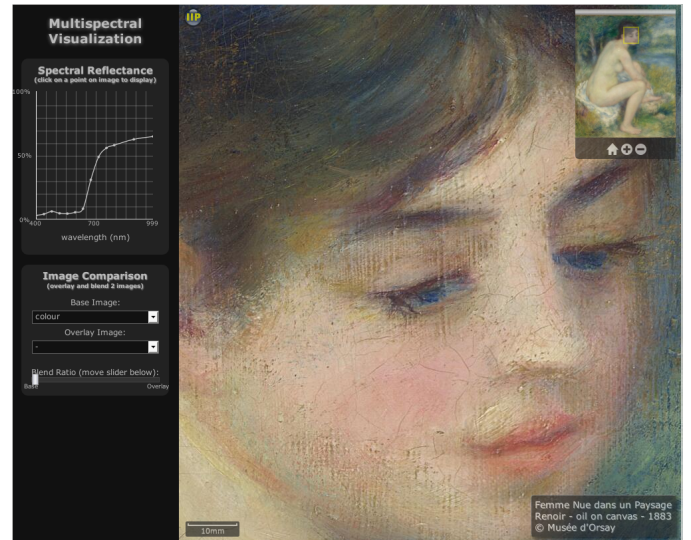 Multispectral
Visualization
Spectral Reflectance
(click on a point on image to display)
100%
50%
0%
400
700
999
wavelength (nm)
Image Comparison
(overlay and blend 2 images)
Base Image:
colour
Overlay Image:
-
Blend Ratio (move slider below):
Base
Overlay
IIP
10mm
Femme Nue dans un Paysage
Renoir - oil on canvas - 1883
© Musée d'Orsay